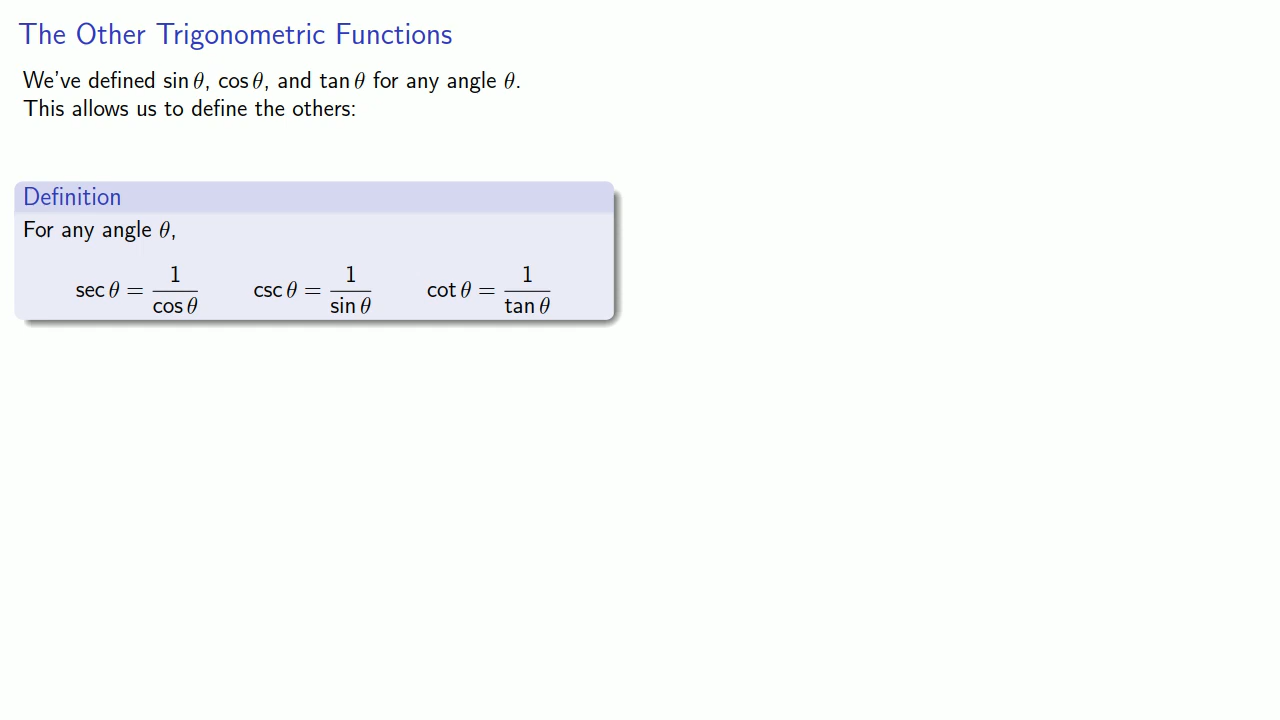 The Other Trigonometric Functions
We've defined sin θ, cos θ, and tan θ for any angle θ.
This allows us to define the others:
Definition
For any angle θ,
sec θ = 1/cos θ csc θ = 1/sin θ cot θ = 1/tan θ